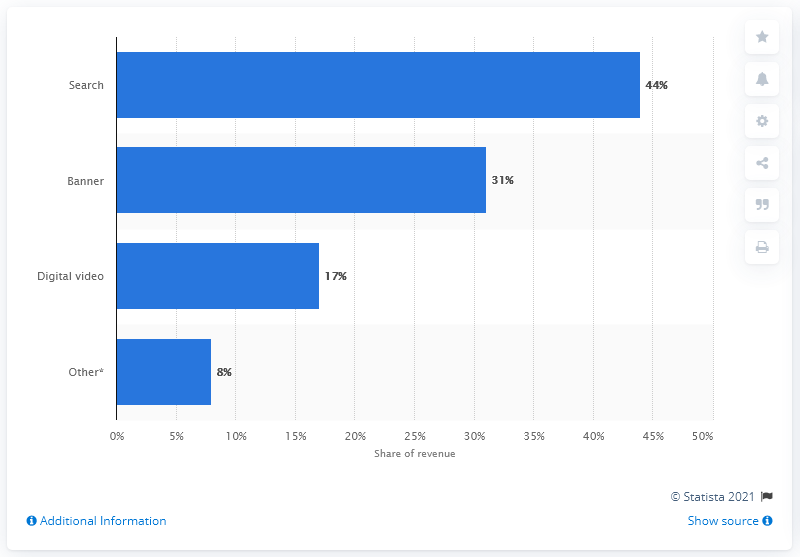 Search
44%
Banner
31%
Digital video
17%
Other*
8%
0% 5% 10% 15% 20% 25% 30% 35% 40% 45% 50%
Share of revenue
© Statista 2021
Additional Information
Show source